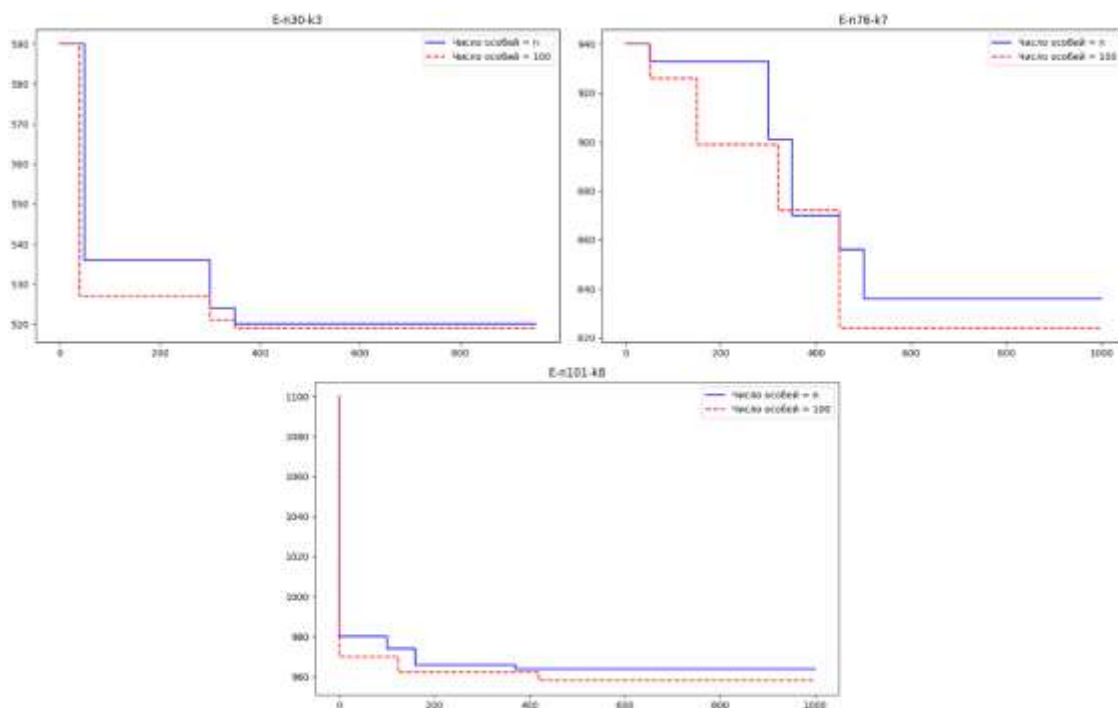 E-n30-k3
Число особей = n
Число особей = 100
590
580
570
560
550
540
530
520
0 200 400 600 800
E-n76-k7
Число особей = n
Число особей = 100
940
920
900
880
860
840
820
0 200 400 600 800 1000
E-n101-k8
Число особей = n
Число особей = 100
1100
1080
1060
1040
1020
1000
980
960
0 200 400 600 800 1000